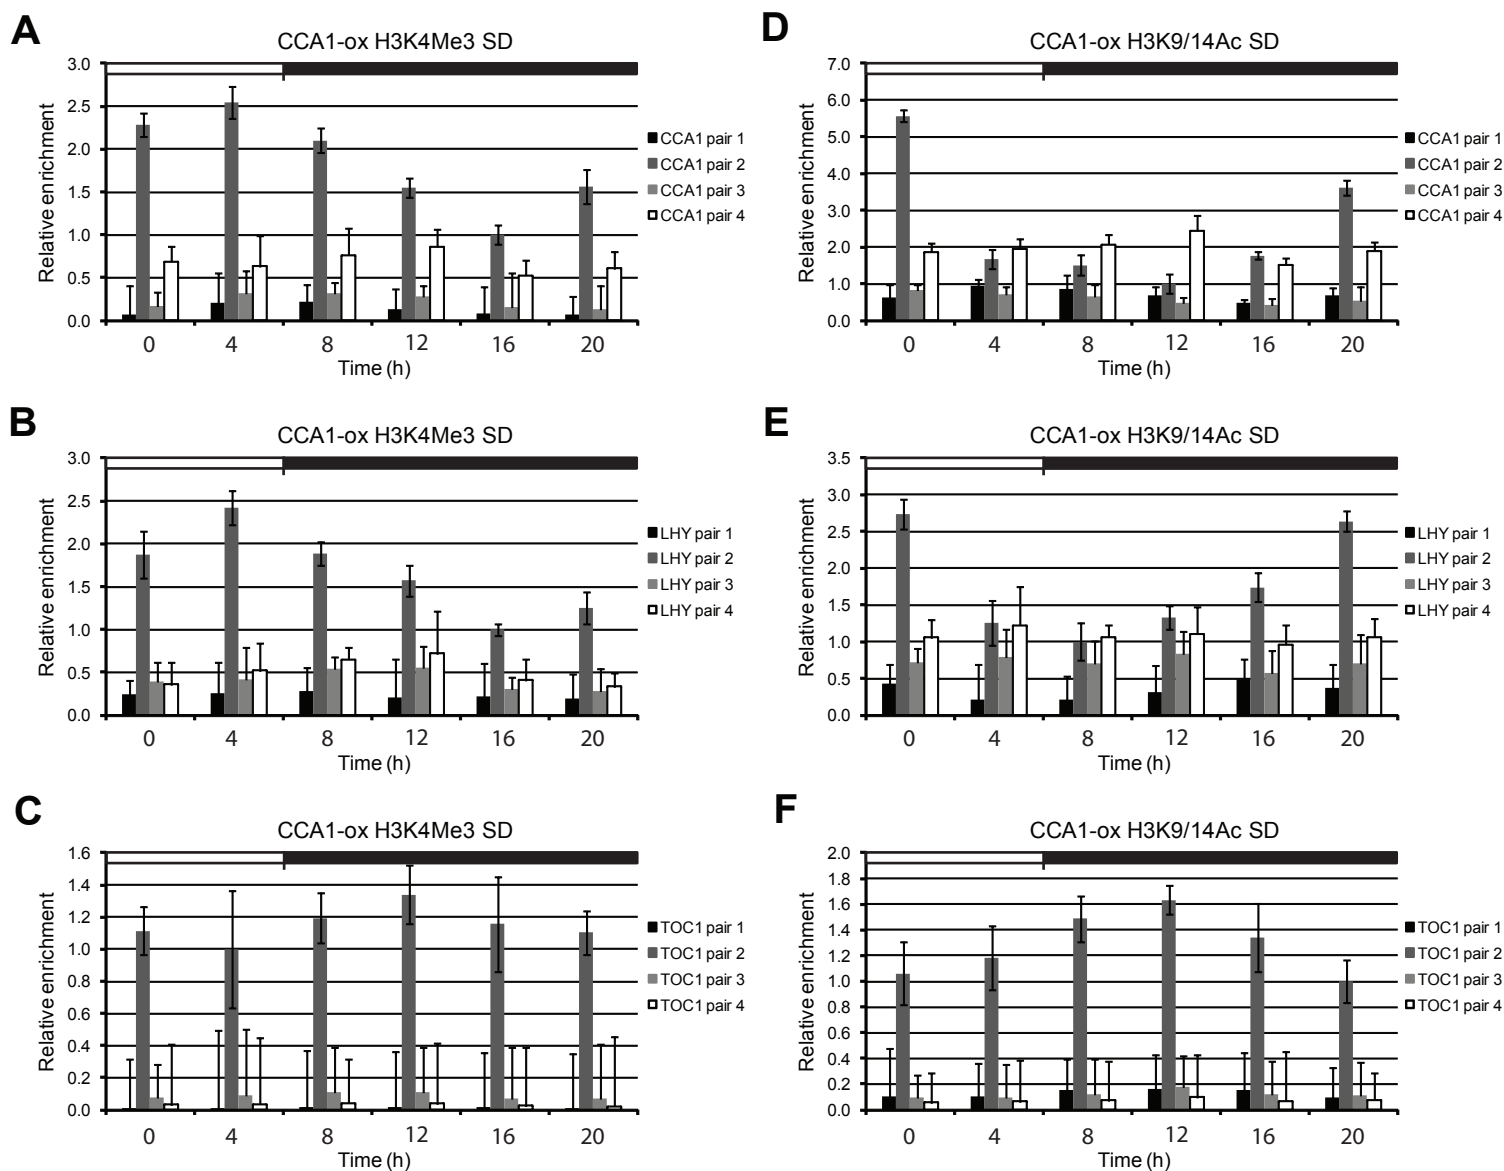 A
CCA1-ox H3K4Me3 SD
Relative enrichment
3.0
2.5
2.0
1.5
1.0
0.5
0.0
0 4 8 12 16 20
Time (h)
CCA1 pair 1
CCA1 pair 2
CCA1 pair 3
CCA1 pair 4
D
CCA1-ox H3K9/14Ac SD
Relative enrichment
7.0
6.0
5.0
4.0
3.0
2.0
1.0
0.0
0 4 8 12 16 20
Time (h)
CCA1 pair 1
CCA1 pair 2
CCA1 pair 3
CCA1 pair 4
B
CCA1-ox H3K4Me3 SD
Relative enrichment
3.0
2.5
2.0
1.5
1.0
0.5
0.0
0 4 8 12 16 20
Time (h)
LHY pair 1
LHY pair 2
LHY pair 3
LHY pair 4
E
CCA1-ox H3K9/14Ac SD
Relative enrichment
3.5
3.0
2.5
2.0
1.5
1.0
0.5
0.0
0 4 8 12 16 20
Time (h)
LHY pair 1
LHY pair 2
LHY pair 3
LHY pair 4
C
CCA1-ox H3K4Me3 SD
Relative enrichment
1.6
1.4
1.2
1.0
0.8
0.6
0.4
0.2
0.0
0 4 8 12 16 20
Time (h)
TOC1 pair 1
TOC1 pair 2
TOC1 pair 3
TOC1 pair 4
F
CCA1-ox H3K9/14Ac SD
Relative enrichment
2.0
1.8
1.6
1.4
1.2
1.0
0.8
0.6
0.4
0.2
0.0
0 4 8 12 16 20
Time (h)
TOC1 pair 1
TOC1 pair 2
TOC1 pair 3
TOC1 pair 4